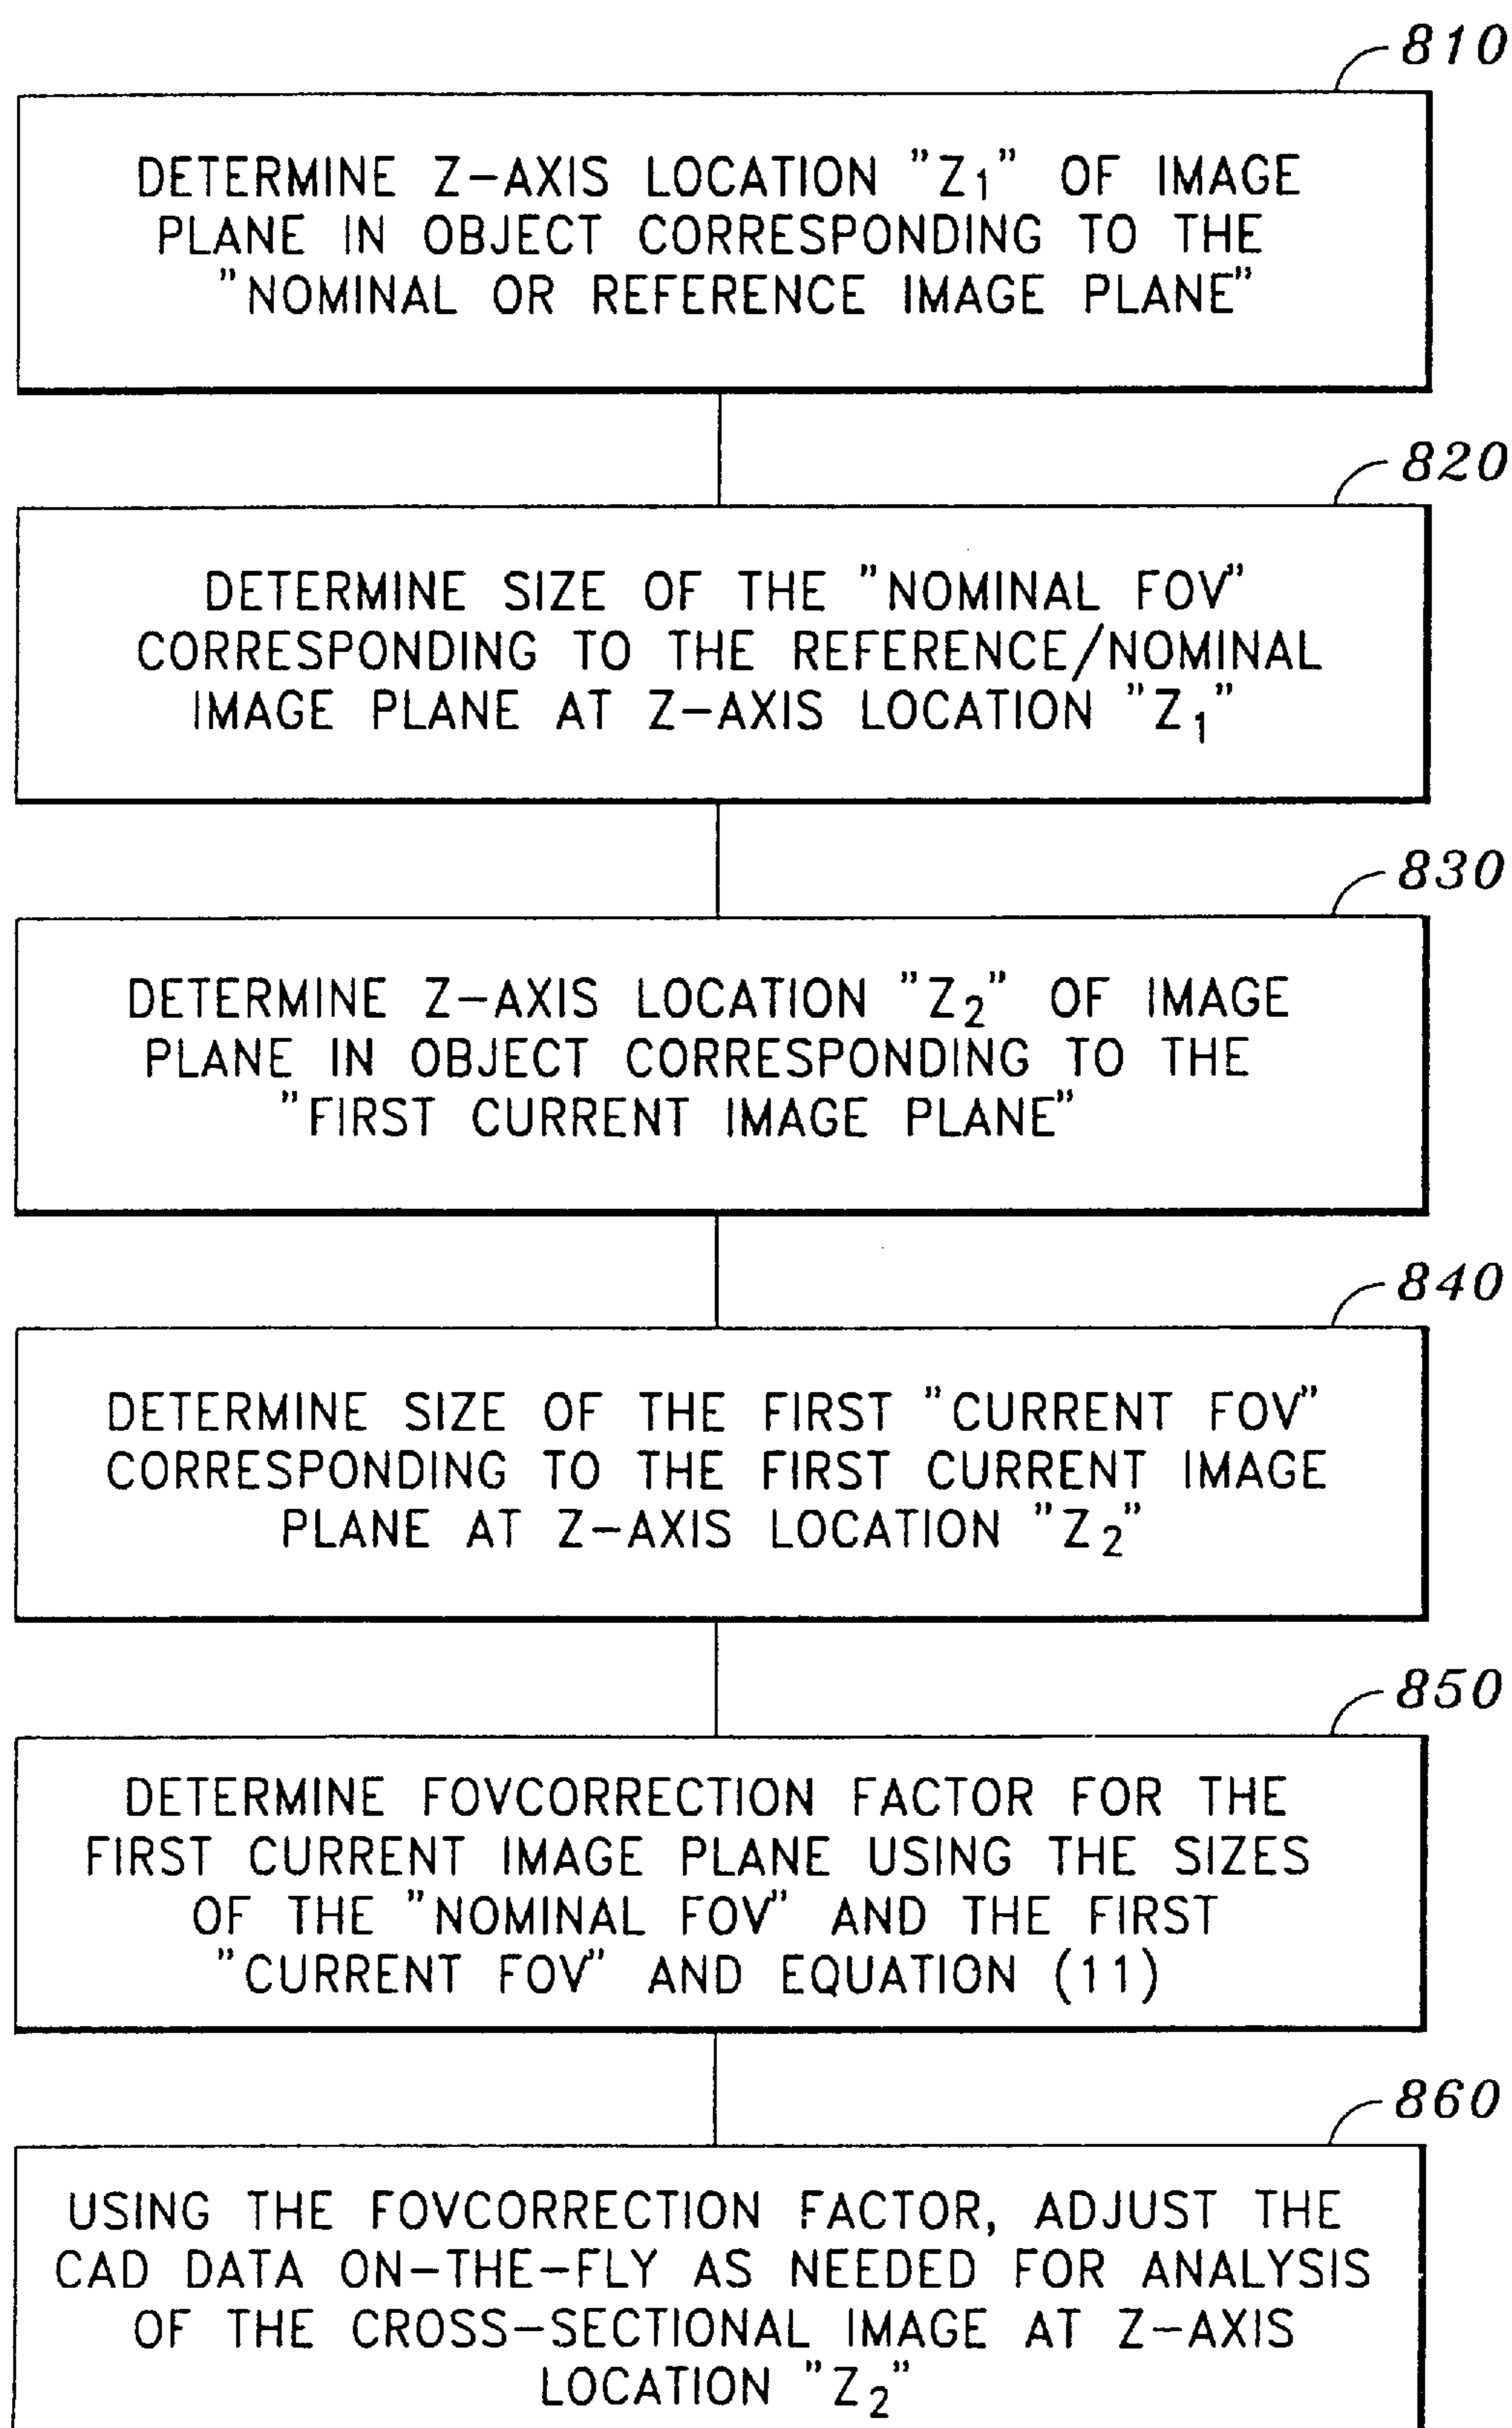 810
DETERMINE Z-AXIS LOCATION "Z1" OF IMAGE
PLANE IN OBJECT CORRESPONDING TO THE
"NOMINAL OR REFERENCE IMAGE PLANE"
820
DETERMINE SIZE OF THE "NOMINAL FOV"
CORRESPONDING TO THE REFERENCE/NOMINAL
IMAGE PLANE AT Z-AXIS LOCATION "Z1"
830
DETERMINE Z-AXIS LOCATION "Z2" OF IMAGE
PLANE IN OBJECT CORRESPONDING TO THE
"FIRST CURRENT IMAGE PLANE"
840
DETERMINE SIZE OF THE FIRST "CURRENT FOV"
CORRESPONDING TO THE FIRST CURRENT IMAGE
PLANE AT Z-AXIS LOCATION "Z2"
850
DETERMINE FOVCORRECTION FACTOR FOR THE
FIRST CURRENT IMAGE PLANE USING THE SIZES
OF THE "NOMINAL FOV" AND THE FIRST
"CURRENT FOV" AND EQUATION (11)
860
USING THE FOVCORRECTION FACTOR, ADJUST THE
CAD DATA ON-THE-FLY AS NEEDED FOR ANALYSIS
OF THE CROSS-SECTIONAL IMAGE AT Z-AXIS
LOCATION "Z2"